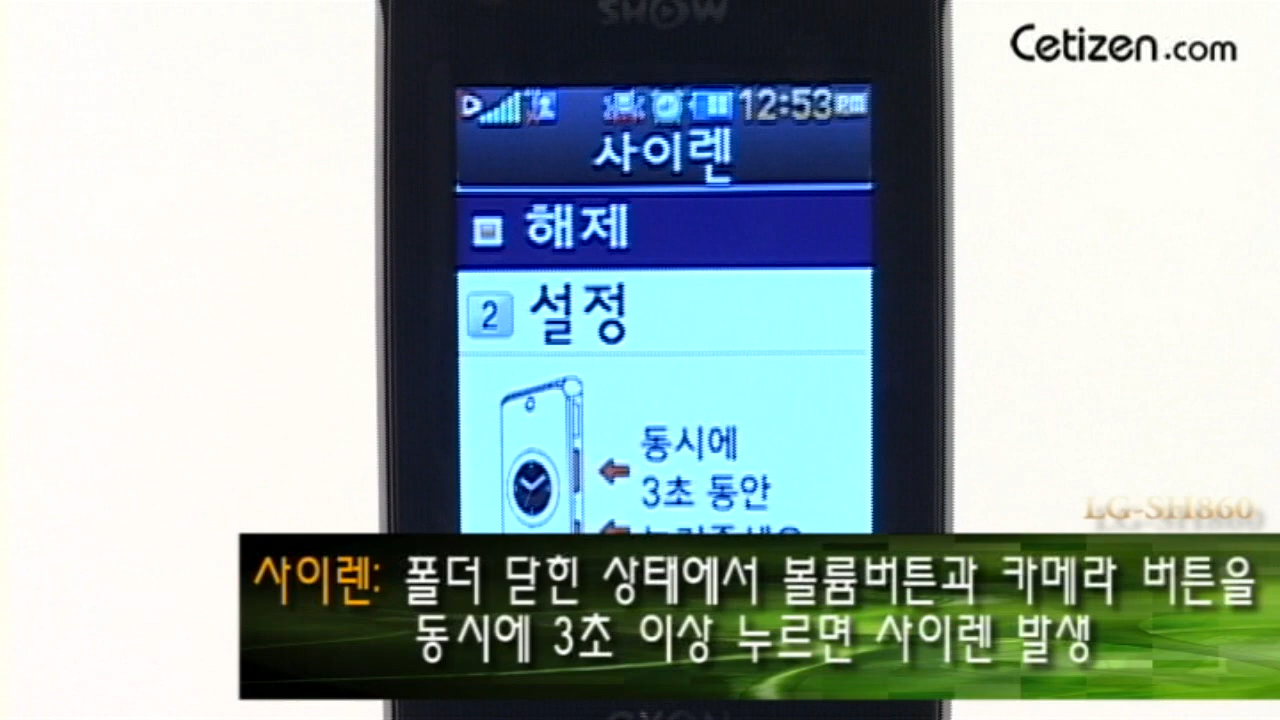 SHOW
Cetizen.com
12:53PM
사이렌
해제
2 설정
동시에
3초 동안
LG-SH860
사이렌: 폴더 닫힌 상태에서 볼륨버튼과 카메라 버튼을
동시에 3초 이상 누르면 사이렌 발생